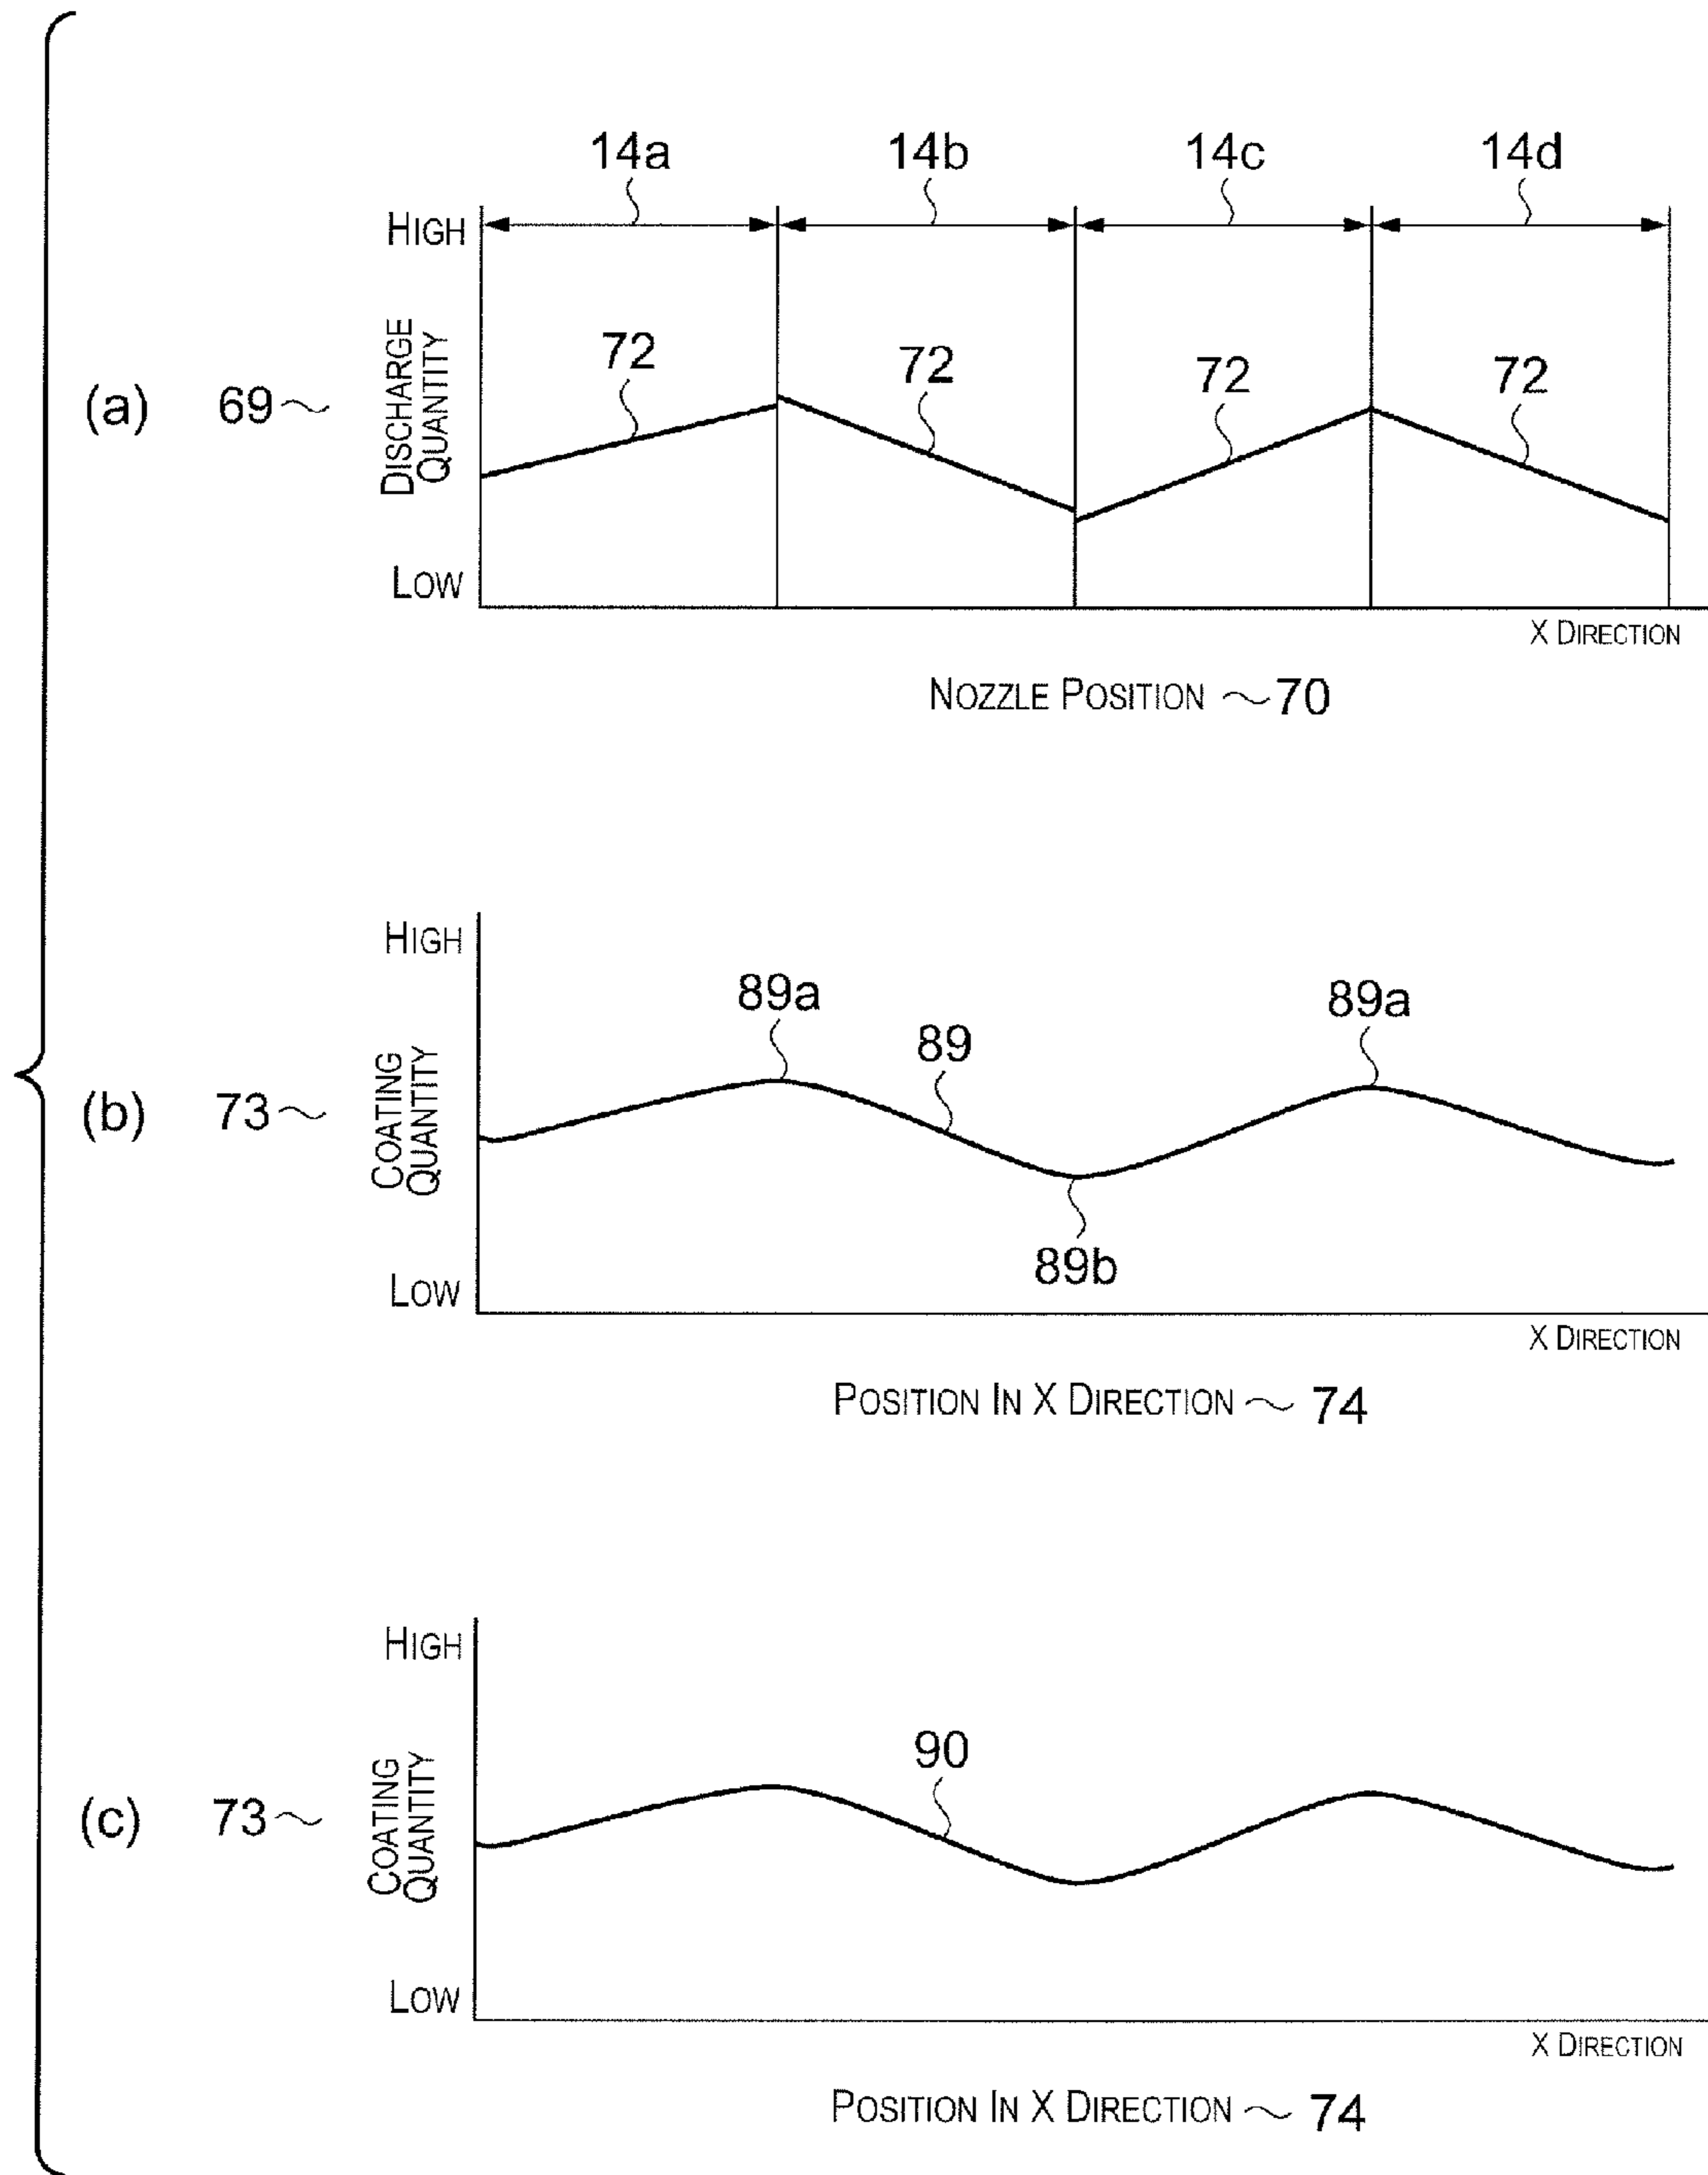 14a 14b 14c 14d
HIGH
72 72 72 72
(a) 69 DISCHARGE QUANTITY
LOW
X DIRECTION
NOZZLE POSITION 70
HIGH
89a 89 89a
(b) 73 COATING QUANTITY
89b
LOW
X DIRECTION
POSITION IN X DIRECTION 74
HIGH
90
(c) 73 COATING QUANTITY
LOW
X DIRECTION
POSITION IN X DIRECTION 74